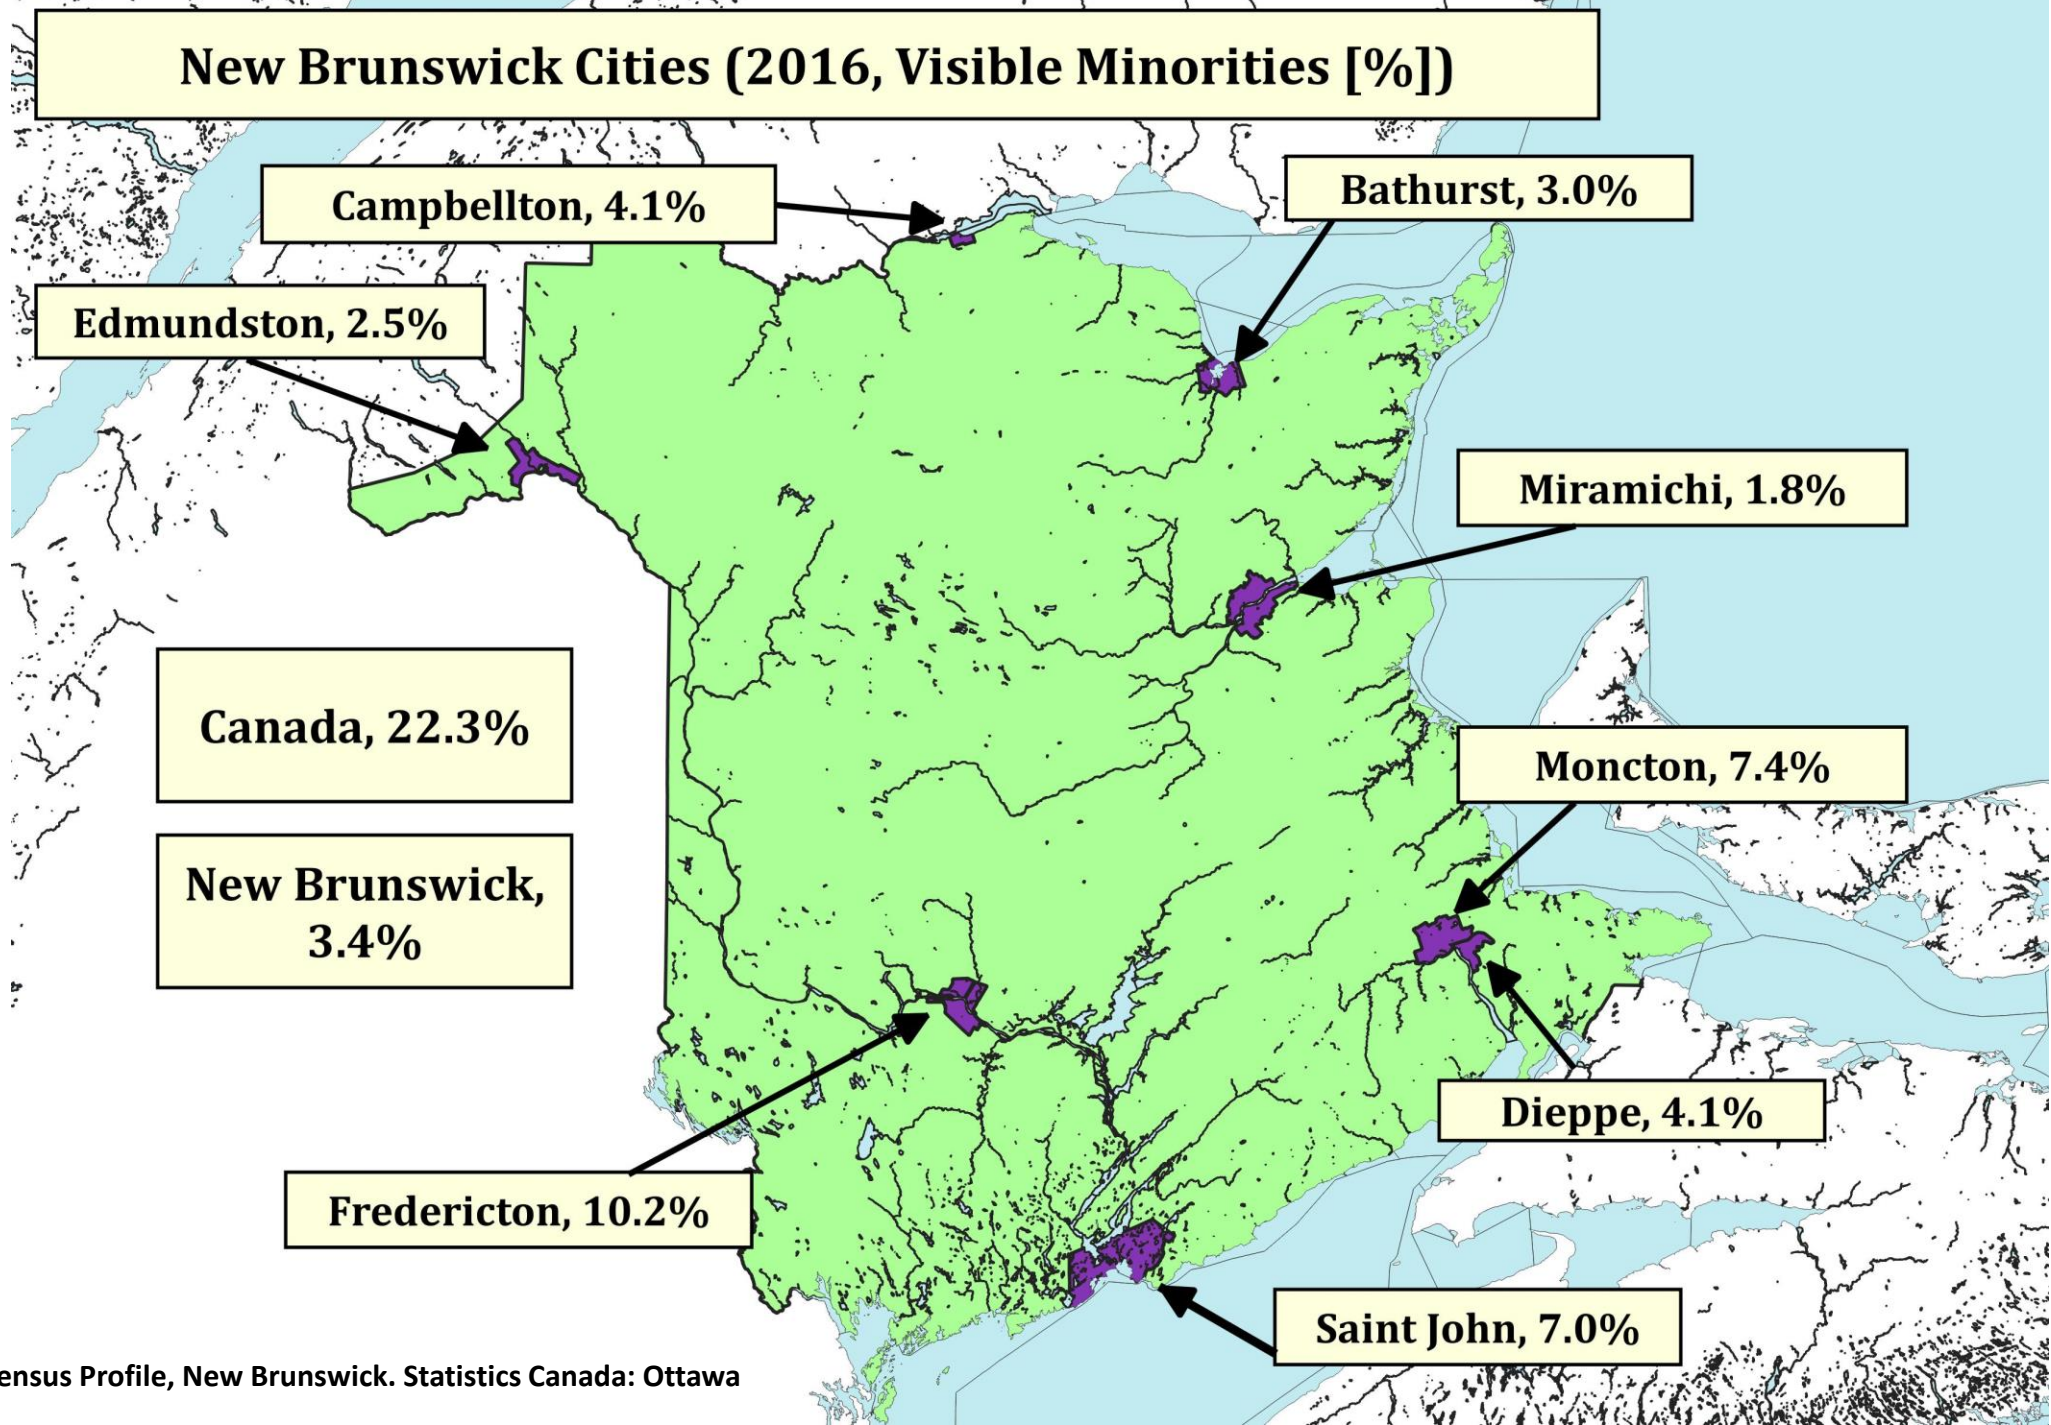 New Brunswick Cities (2016, Visible Minorities [%])
Campbellton, 4.1%
Bathurst, 3.0%
Edmundston, 2.5%
Miramichi, 1.8%
Canada, 22.3%
Moncton, 7.4%
New Brunswick,
3.4%
Dieppe, 4.1%
Fredericton, 10.2%
Saint John, 7.0%
Profile, New Brunswick. Statistics Canada: Ottawa